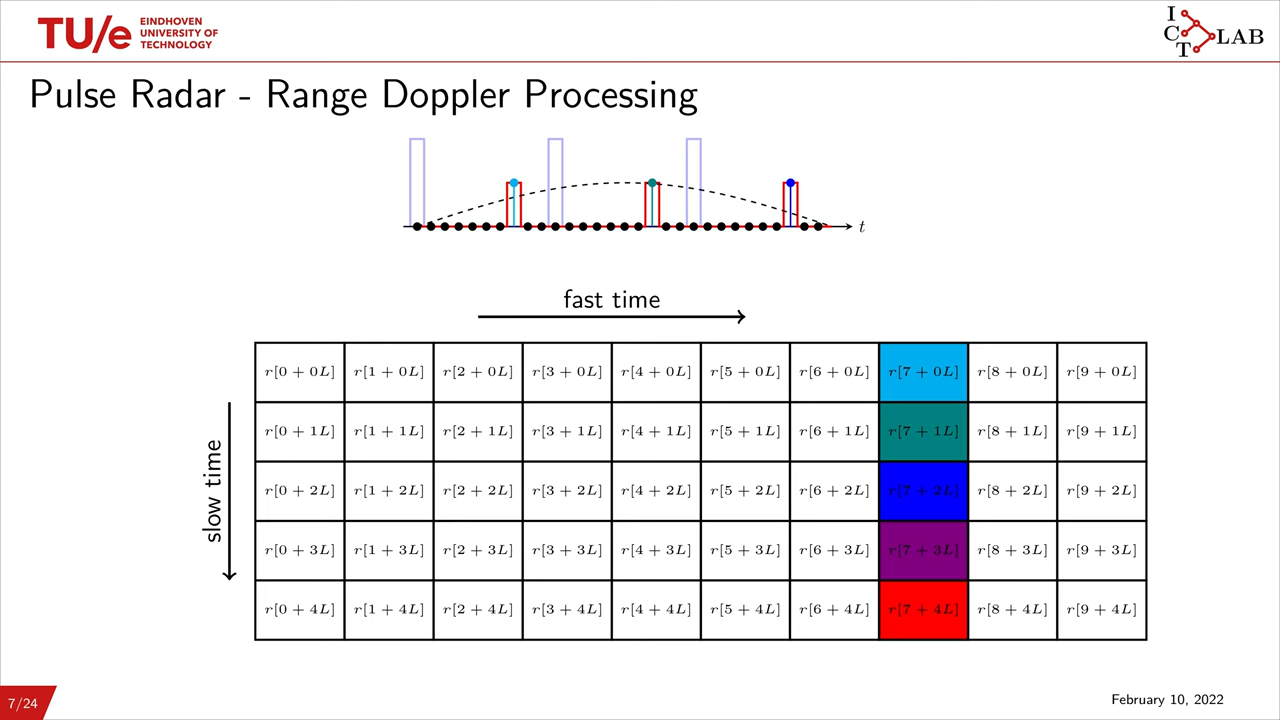 TU/e EINDHOVEN
UNIVERSITY OF
TECHNOLOGY
I
C
T LAB
Pulse Radar - Range Doppler Processing
t
fast time
slow time
r[0 + 0L] r[1 + 0L] r[2 + 0L] r[3 + 0L] r[4 + 0L] r[5 + 0L] r[6 + 0L] r[7 + 0L] r[8 + 0L] r[9 + 0L]
r[0 + 1L] r[1 + 1L] r[2 + 1L] r[3 + 1L] r[4 + 1L] r[5 + 1L] r[6 + 1L] r[7 + 1L] r[8 + 1L] r[9 + 1L]
r[0 + 2L] r[1 + 2L] r[2 + 2L] r[3 + 2L] r[4 + 2L] r[5 + 2L] r[6 + 2L] r[7 + 2L] r[8 + 2L] r[9 + 2L]
r[0 + 3L] r[1 + 3L] r[2 + 3L] r[3 + 3L] r[4 + 3L] r[5 + 3L] r[6 + 3L] r[7 + 3L] r[8 + 3L] r[9 + 3L]
r[0 + 4L] r[1 + 4L] r[2 + 4L] r[3 + 4L] r[4 + 4L] r[5 + 4L] r[6 + 4L] r[7 + 4L] r[8 + 4L] r[9 + 4L]
7/24
February 10, 2022